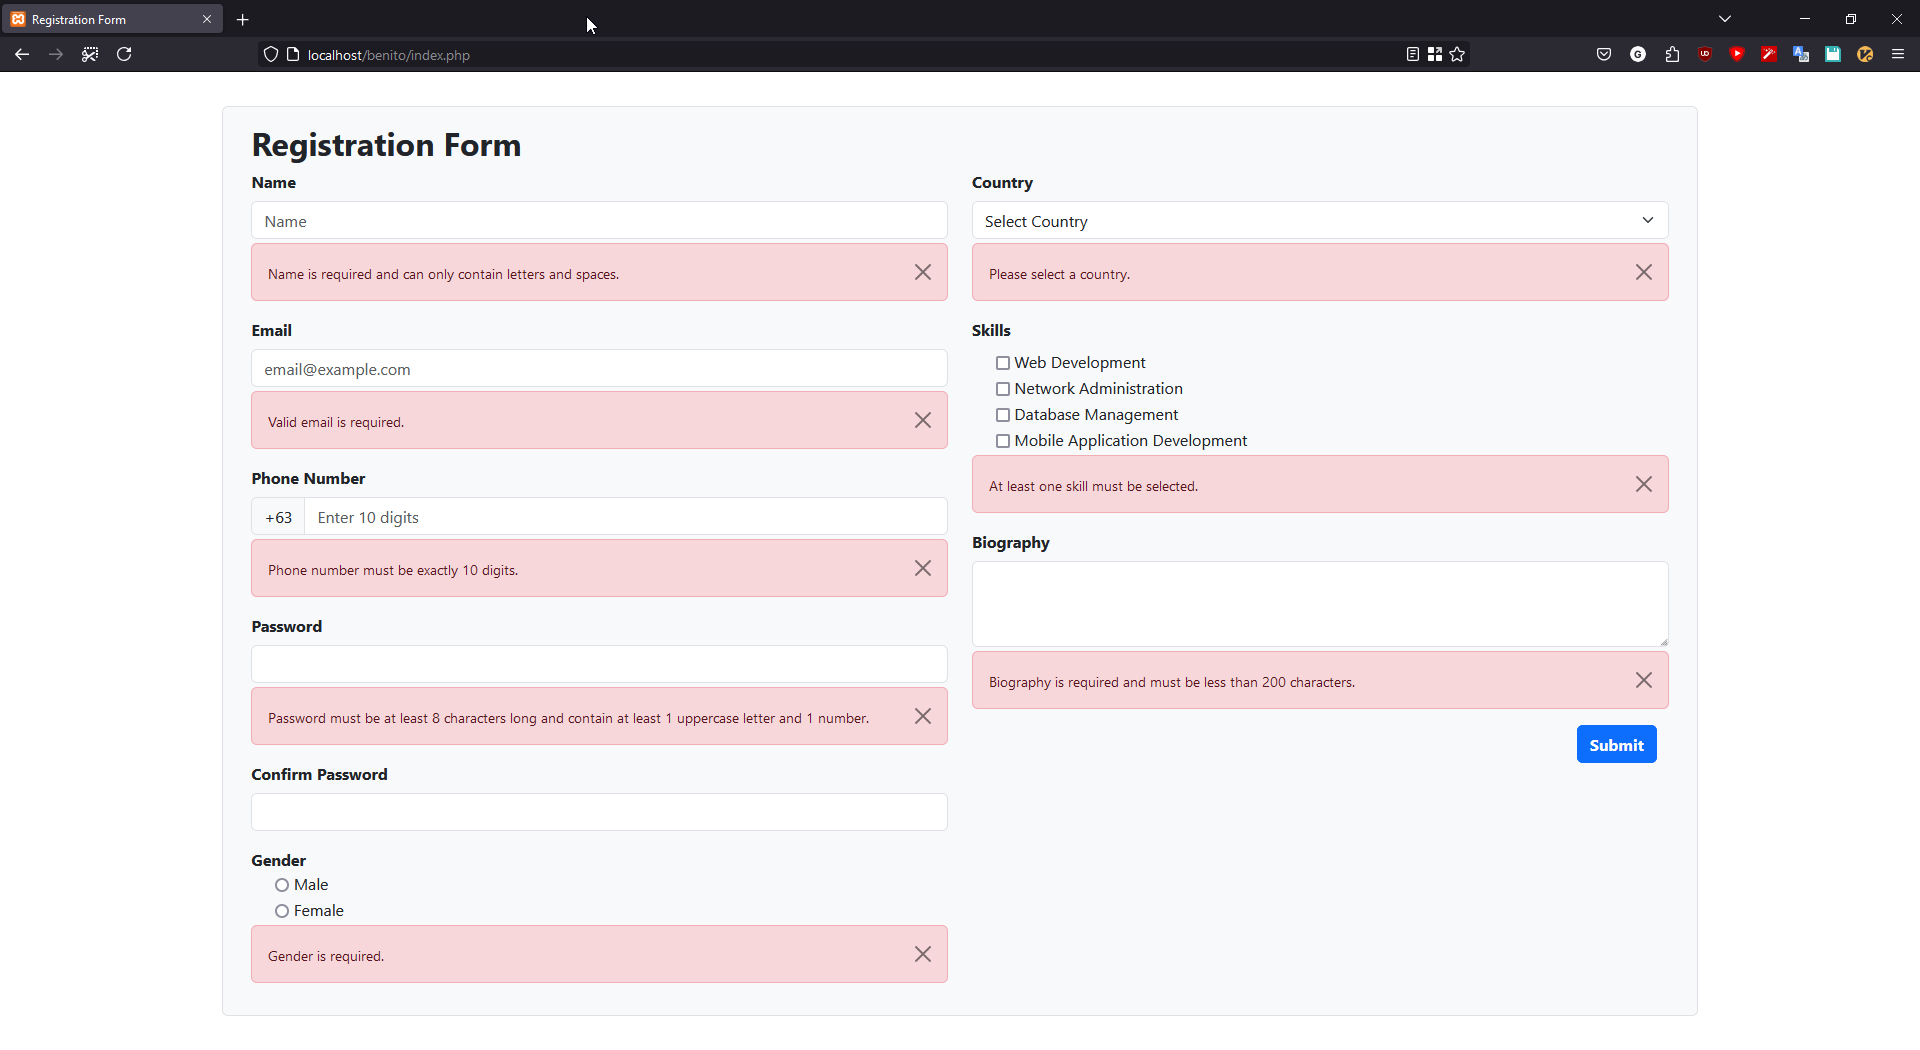 Registration Form
localhost/benito/index.php
Registration Form
Name
Name
Name is required and can only contain letters and spaces.
Email
email@example.com
Valid email is required.
Phone Number
+63 Enter 10 digits
Phone number must be exactly 10 digits.
Password
Password must be at least 8 characters long and contain at least 1 uppercase letter and 1 number.
Confirm Password
Gender
Male
Female
Gender is required.
Country
Select Country
Please select a country.
Skills
Web Development
Network Administration
Database Management
Mobile Application Development
At least one skill must be selected.
Biography
Biography is required and must be less than 200 characters.
Submit